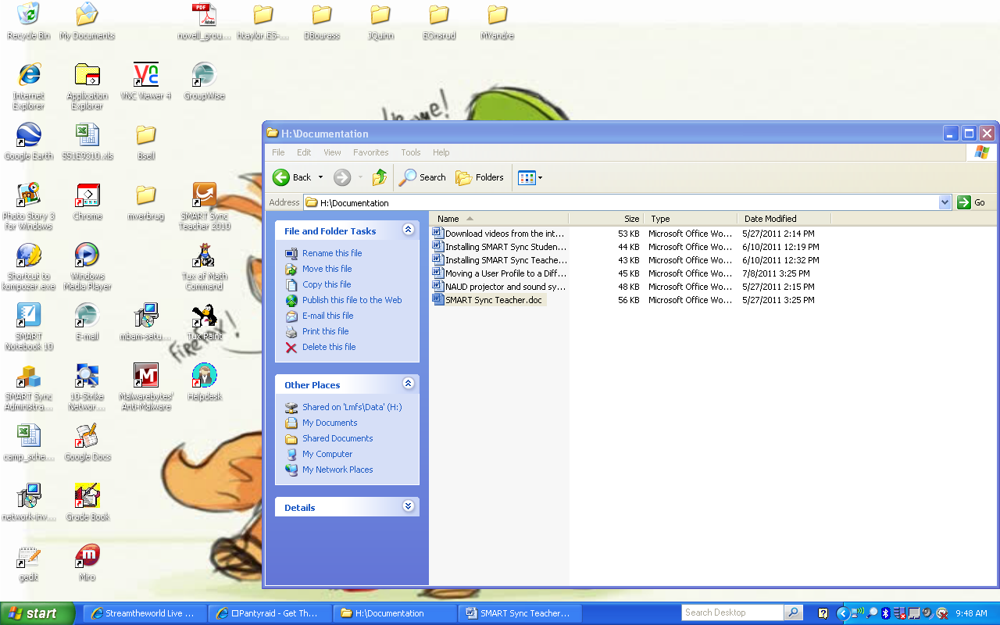 Recycle Bin
My Documents
novell_grou...
htaylor.ES-...
DBourass
JQuinn
EOnsrud
MYandre
Internet Explorer
Application Explorer
VNC Viewer 4
GroupWise
Google Earth
551E9310.xls
Bsell
Photo Story 3 for Windows
Chrome
mverbrug
SMART Sync Teacher 2010
Shortcut to kompozer.exe
Windows Media Player
Tux of Math Command
SMART Notebook 10
E-mail
mbam-setu...
Tux Paint
Firefox!
SMART Sync Administra...
10-Strike Networ...
Malwarebytes' Anti-Malware
Helpdesk
camp_sche...
Google Docs
network-inv...
Grade Book
gedit
Miro
H:\Documentation
File Edit View Favorites Tools Help
Back Search Folders
Address H:\Documentation Go
File and Folder Tasks
Rename this file
Move this file
Copy this file
Publish this file to the Web
E-mail this file
Print this file
Delete this file
Other Places
Shared on 'Lmfs\Data' (H:)
My Documents
Shared Documents
My Computer
My Network Places
Details
Name Size Type Date Modified
Download videos from the int... 53 KB Microsoft Office Wo... 5/27/2011 2:14 PM
Installing SMART Sync Studen... 44 KB Microsoft Office Wo... 6/10/2011 12:19 PM
Installing SMART Sync Teache... 43 KB Microsoft Office Wo... 6/10/2011 12:32 PM
Moving a User Profile to a Diff... 45 KB Microsoft Office Wo... 7/8/2011 3:25 PM
NAUD projector and sound sy... 48 KB Microsoft Office Wo... 5/27/2011 2:15 PM
SMART Sync Teacher.doc 56 KB Microsoft Office Wo... 5/27/2011 3:25 PM
start
Streamtheworld Live ...
Pantyraid - Get Th...
H:\Documentation
SMART Sync Teacher...
Search Desktop
9:48 AM